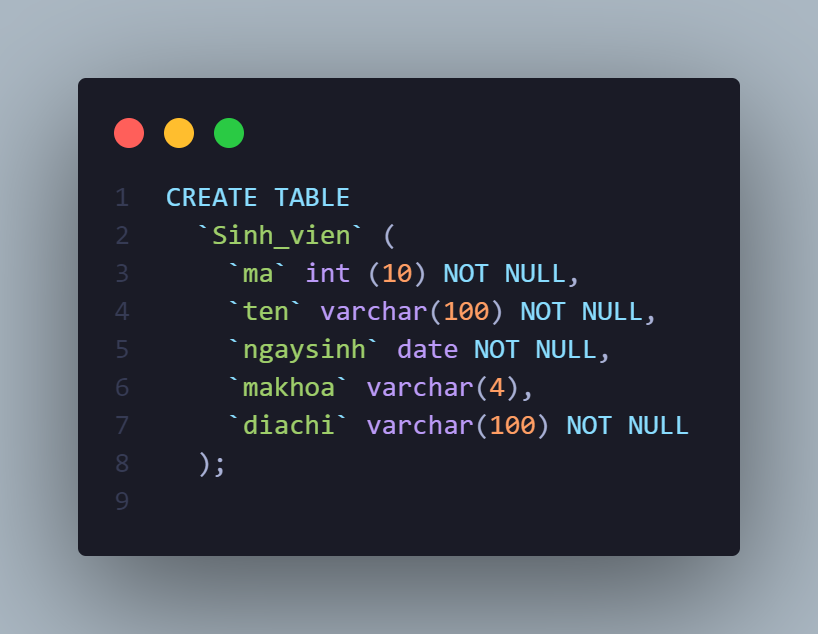 1 CREATE TABLE
2 `Sinh_vien` (
3 `ma` int (10) NOT NULL,
4 `ten` varchar(100) NOT NULL,
5 `ngaysinh` date NOT NULL,
6 `makhoa` varchar(4),
7 `diachi` varchar(100) NOT NULL
8 );
9